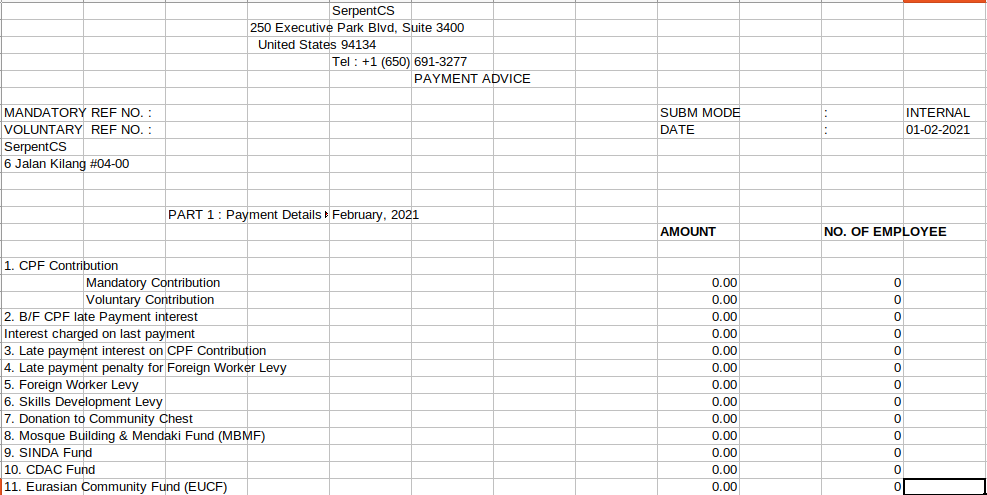 SerpentCS
250 Executive Park Blvd, Suite 3400
United States 94134
Tel : +1 (650) 691-3277
PAYMENT ADVICE
MANDATORY REF NO. : SUBM MODE : INTERNAL
VOLUNTARY REF NO. : DATE : 01-02-2021
SerpentCS
6 Jalan Kilang #04-00
PART 1 : Payment Details February, 2021
AMOUNT NO. OF EMPLOYEE
1. CPF Contribution
Mandatory Contribution 0.00 0
Voluntary Contribution 0.00 0
2. B/F CPF late Payment interest 0.00 0
Interest charged on last payment 0.00 0
3. Late payment interest on CPF Contribution 0.00 0
4. Late payment penalty for Foreign Worker Levy 0.00 0
5. Foreign Worker Levy 0.00 0
6. Skills Development Levy 0.00 0
7. Donation to Community Chest 0.00 0
8. Mosque Building & Mendaki Fund (MBMF) 0.00 0
9. SINDA Fund 0.00 0
10. CDAC Fund 0.00 0
11. Eurasian Community Fund (EUCF) 0.00 0